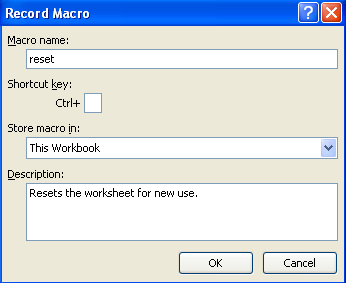 Record Macro
Macro name:
reset
Shortcut key:
Ctrl+
Store macro in:
This Workbook
Description:
Resets the worksheet for new use.
OK Cancel